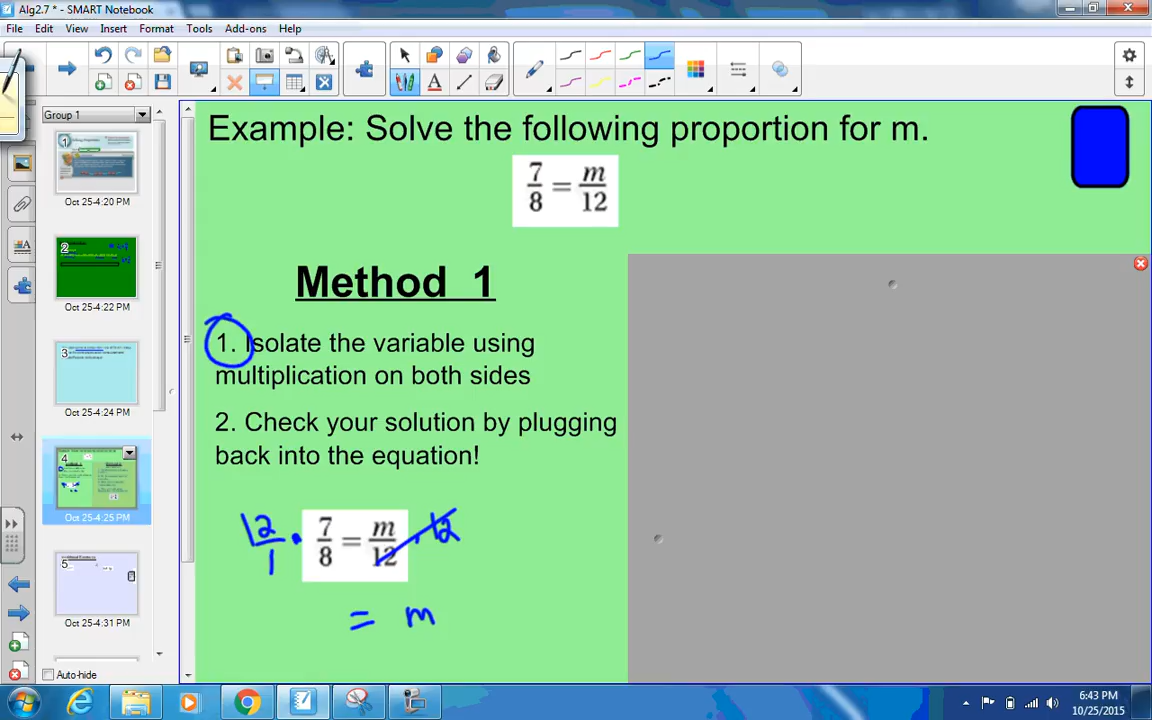 Alg2.7 * - SMART Notebook
File Edit View Insert Format Tools Add-ons Help
Group 1
Oct 25-4:20 PM
2
Oct 25-4:22 PM
3
Oct 25-4:24 PM
4
Oct 25-4:25 PM
5
Oct 25-4:31 PM
Auto-hide
Example: Solve the following proportion for m.
7/8 = m/12
Method 1
1. Isolate the variable using
multiplication on both sides
2. Check your solution by plugging
back into the equation!
12/1 · 7/8 = m/12 · 12
= m
6:43 PM
10/25/2015